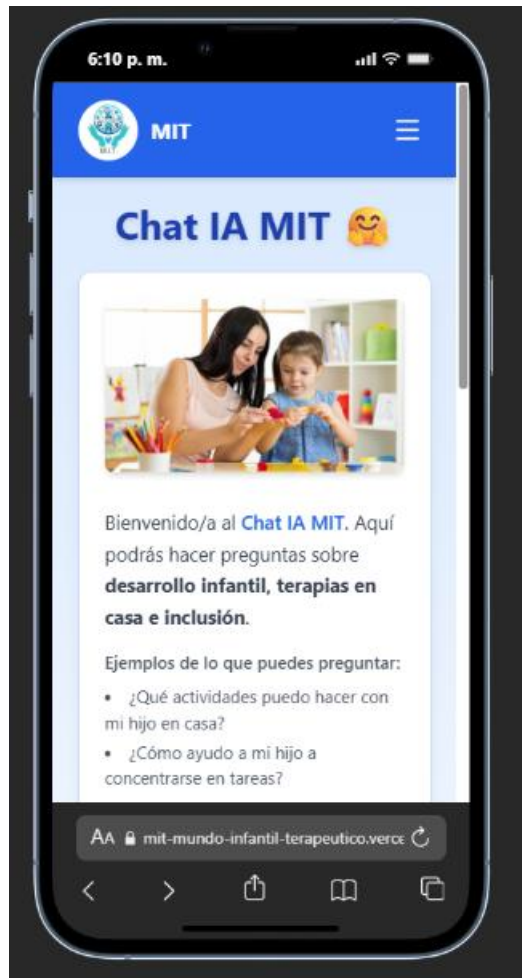 6:10 p. m.
MIT
Chat IA MIT 🤗
Bienvenido/a al Chat IA MIT. Aquí
podrás hacer preguntas sobre
desarrollo infantil, terapias en
casa e inclusión.
Ejemplos de lo que puedes preguntar:
• ¿Qué actividades puedo hacer con
mi hijo en casa?
• ¿Cómo ayudo a mi hijo a
concentrarse en tareas?
AA mit-mundo-infantil-terapeutico.verce